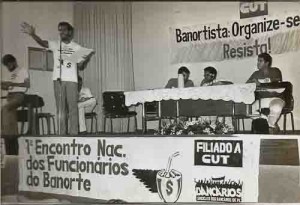 CUT
Banortista: Organize-se
Resista!
1º Encontro Nac.
dos Funcionários
do Banorte
$
FILIADO A
CUT
BANCÁRIOS